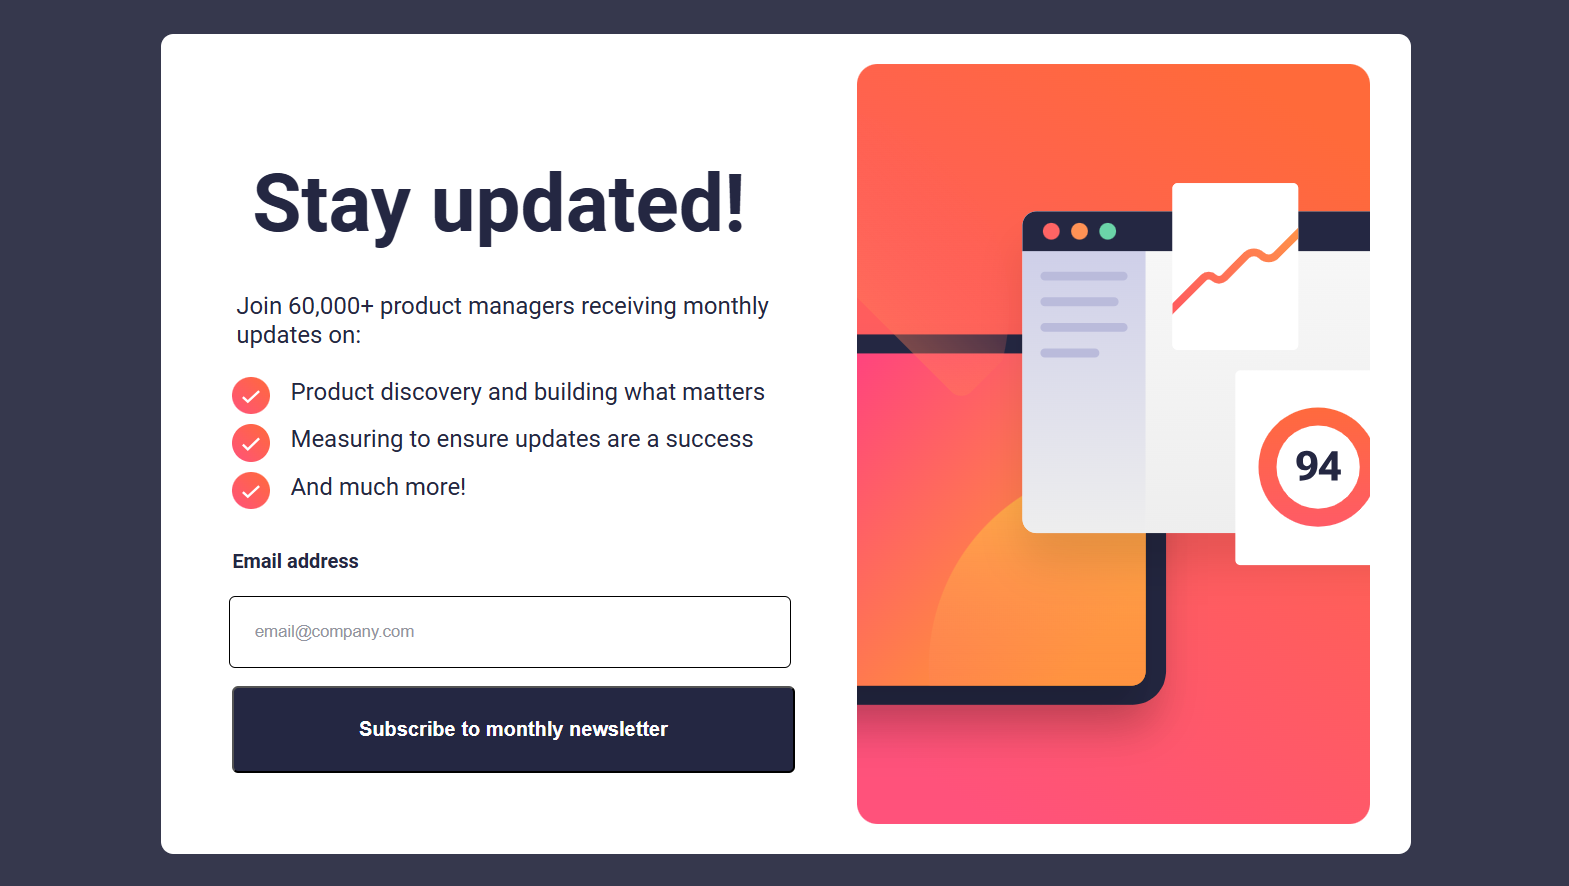 Stay updated!
Join 60,000+ product managers receiving monthly
updates on:
Product discovery and building what matters
Measuring to ensure updates are a success
And much more!
Email address
email@company.com
Subscribe to monthly newsletter
94